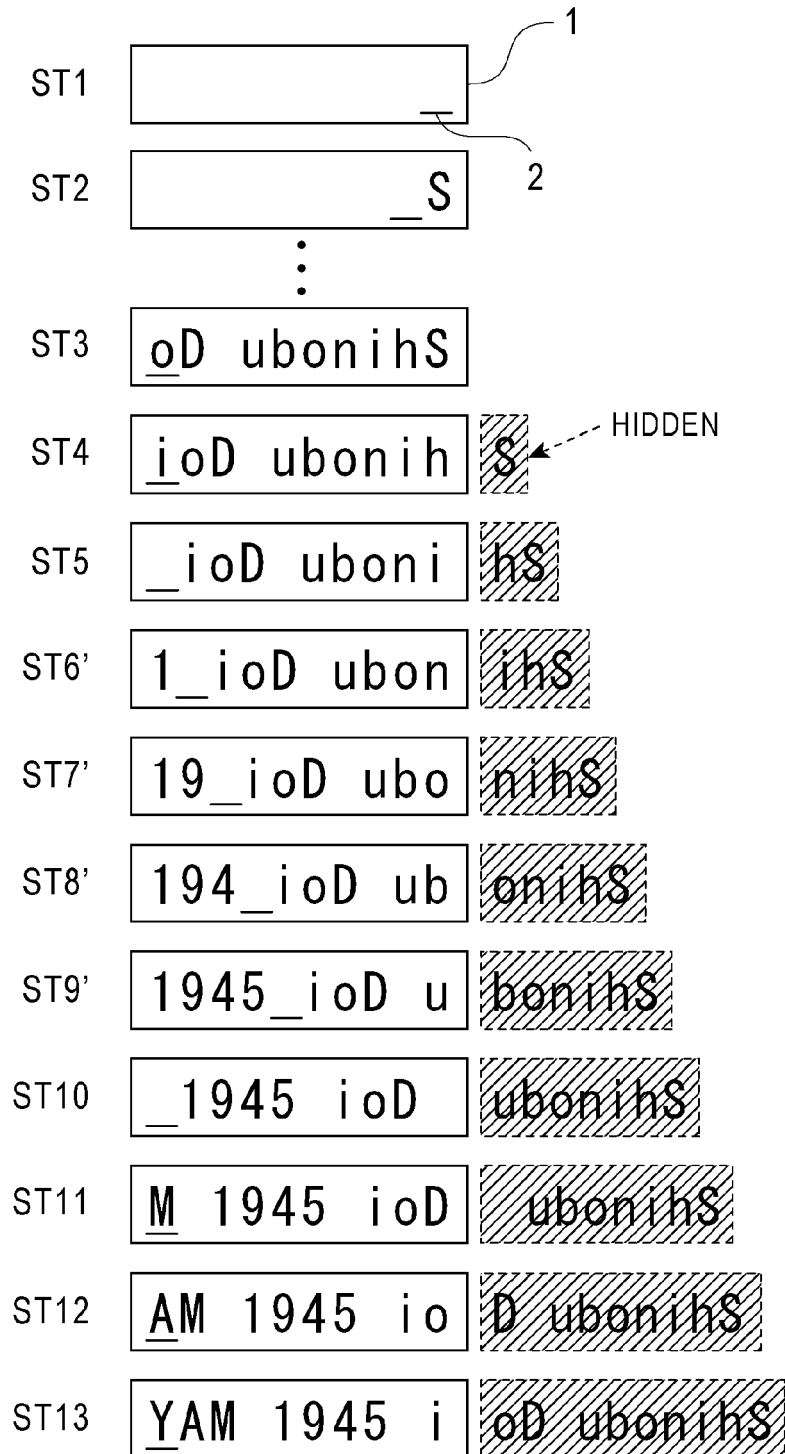 1
ST1
2
ST2 _S
ST3 oD ubonihS
ST4 ioD ubonih S HIDDEN
ST5 _ioD uboni hS
ST6' 1_ioD ubon ihS
ST7' 19_ioD ubo nihS
ST8' 194_ioD ub onihS
ST9' 1945_ioD u bonihS
ST10 _1945 ioD ubonihS
ST11 M 1945 ioD ubonihS
ST12 AM 1945 io D ubonihS
ST13 YAM 1945 i oD ubonihS